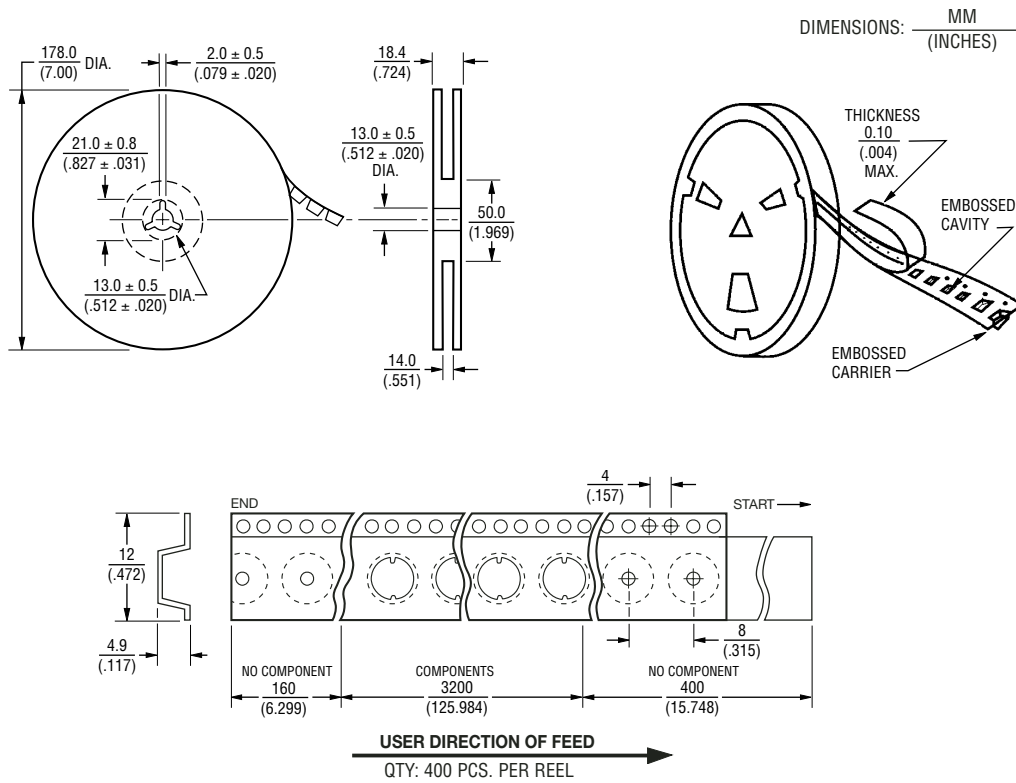 DIMENSIONS: MM
(INCHES)
178.0
(7.00)
DIA.
2.0 ± 0.5
(.079 ± .020)
18.4
(.724)
21.0 ± 0.8
(.827 ± .031)
13.0 ± 0.5
(.512 ± .020)
DIA.
50.0
(1.969)
13.0 ± 0.5
(.512 ± .020)
DIA.
14.0
(.551)
THICKNESS
0.10
(.004)
MAX.
EMBOSSED
CAVITY
EMBOSSED
CARRIER
4
(.157)
END
START
12
(.472)
4.9
(.117)
8
(.315)
NO COMPONENT
160
(6.299)
COMPONENTS
3200
(125.984)
NO COMPONENT
400
(15.748)
USER DIRECTION OF FEED
QTY: 400 PCS. PER REEL